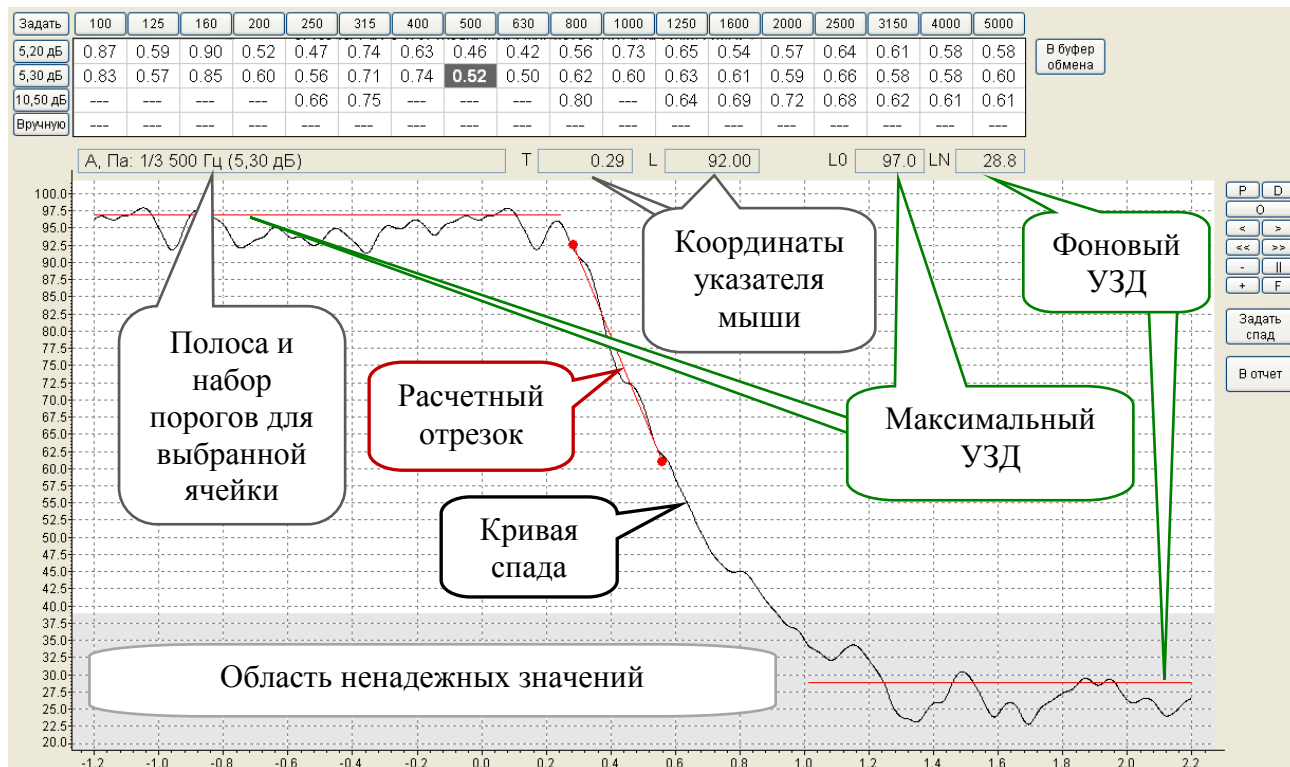 Задать 100 125 160 200 250 315 400 500 630 800 1000 1250 1600 2000 2500 3150 4000 5000
5,20 дБ 0.87 0.59 0.90 0.52 0.47 0.74 0.63 0.46 0.42 0.56 0.73 0.65 0.54 0.57 0.64 0.61 0.58 0.58
5,30 дБ 0.83 0.57 0.85 0.60 0.56 0.71 0.74 0.52 0.50 0.62 0.60 0.63 0.61 0.59 0.66 0.58 0.58 0.60
10,50 дБ --- --- --- --- 0.66 0.75 --- --- --- 0.80 --- 0.64 0.69 0.72 0.68 0.62 0.61 0.61
Вручную --- --- --- --- --- --- --- --- --- --- --- --- --- --- --- --- --- ---
В буфер
обмена
А, Па: 1/3 500 Гц (5,30 дБ) T 0.29 L 92.00 L0 97.0 LN 28.8
100.0
97.5
95.0
92.5
90.0
87.5
85.0
82.5
80.0
77.5
75.0
72.5
70.0
67.5
65.0
62.5
60.0
57.5
55.0
52.5
50.0
47.5
45.0
42.5
40.0
37.5
35.0
32.5
30.0
27.5
25.0
22.5
20.0
Полоса и
набор
порогов для
выбранной
ячейки
Расчетный
отрезок
Кривая
спада
Координаты
указателя
мыши
Максимальный
УЗД
Фоновый
УЗД
Область ненадежных значений
P D
O
< >
<< >>
- ||
+ F
Задать
спад
В отчет
-1.2 -1.0 -0.8 -0.6 -0.4 -0.2 0.0 0.2 0.4 0.6 0.8 1.0 1.2 1.4 1.6 1.8 2.0 2.2